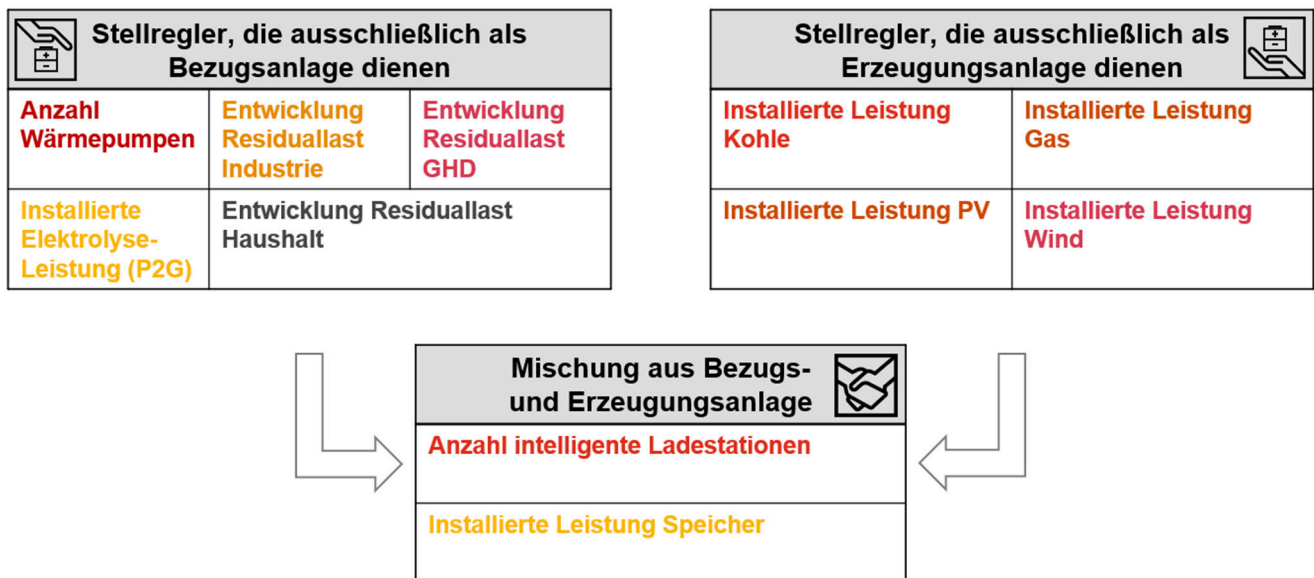 Stellregler, die ausschließlich als
Bezugsanlage dienen
Anzahl
Wärmepumpen
Entwicklung
Residuallast
Industrie
Entwicklung
Residuallast
GHD
Installierte
Elektrolyse-
Leistung (P2G)
Entwicklung Residuallast
Haushalt
Stellregler, die ausschließlich als
Erzeugungsanlage dienen
Installierte Leistung
Kohle
Installierte Leistung
Gas
Installierte Leistung PV
Installierte Leistung
Wind
Mischung aus Bezugs-
und Erzeugungsanlage
Anzahl intelligente Ladestationen
Installierte Leistung Speicher